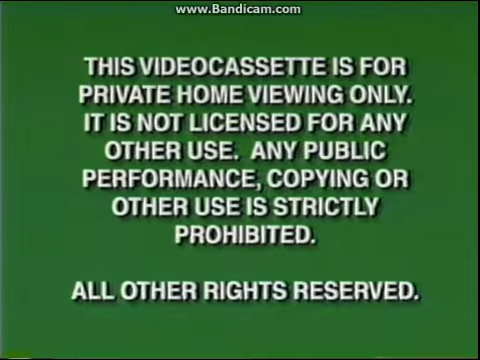 www.Bandicam.com
THIS VIDEOCASSETTE IS FOR
PRIVATE HOME VIEWING ONLY.
IT IS NOT LICENSED FOR ANY
OTHER USE.  ANY PUBLIC
PERFORMANCE, COPYING OR
OTHER USE IS STRICTLY
PROHIBITED.
ALL OTHER RIGHTS RESERVED.